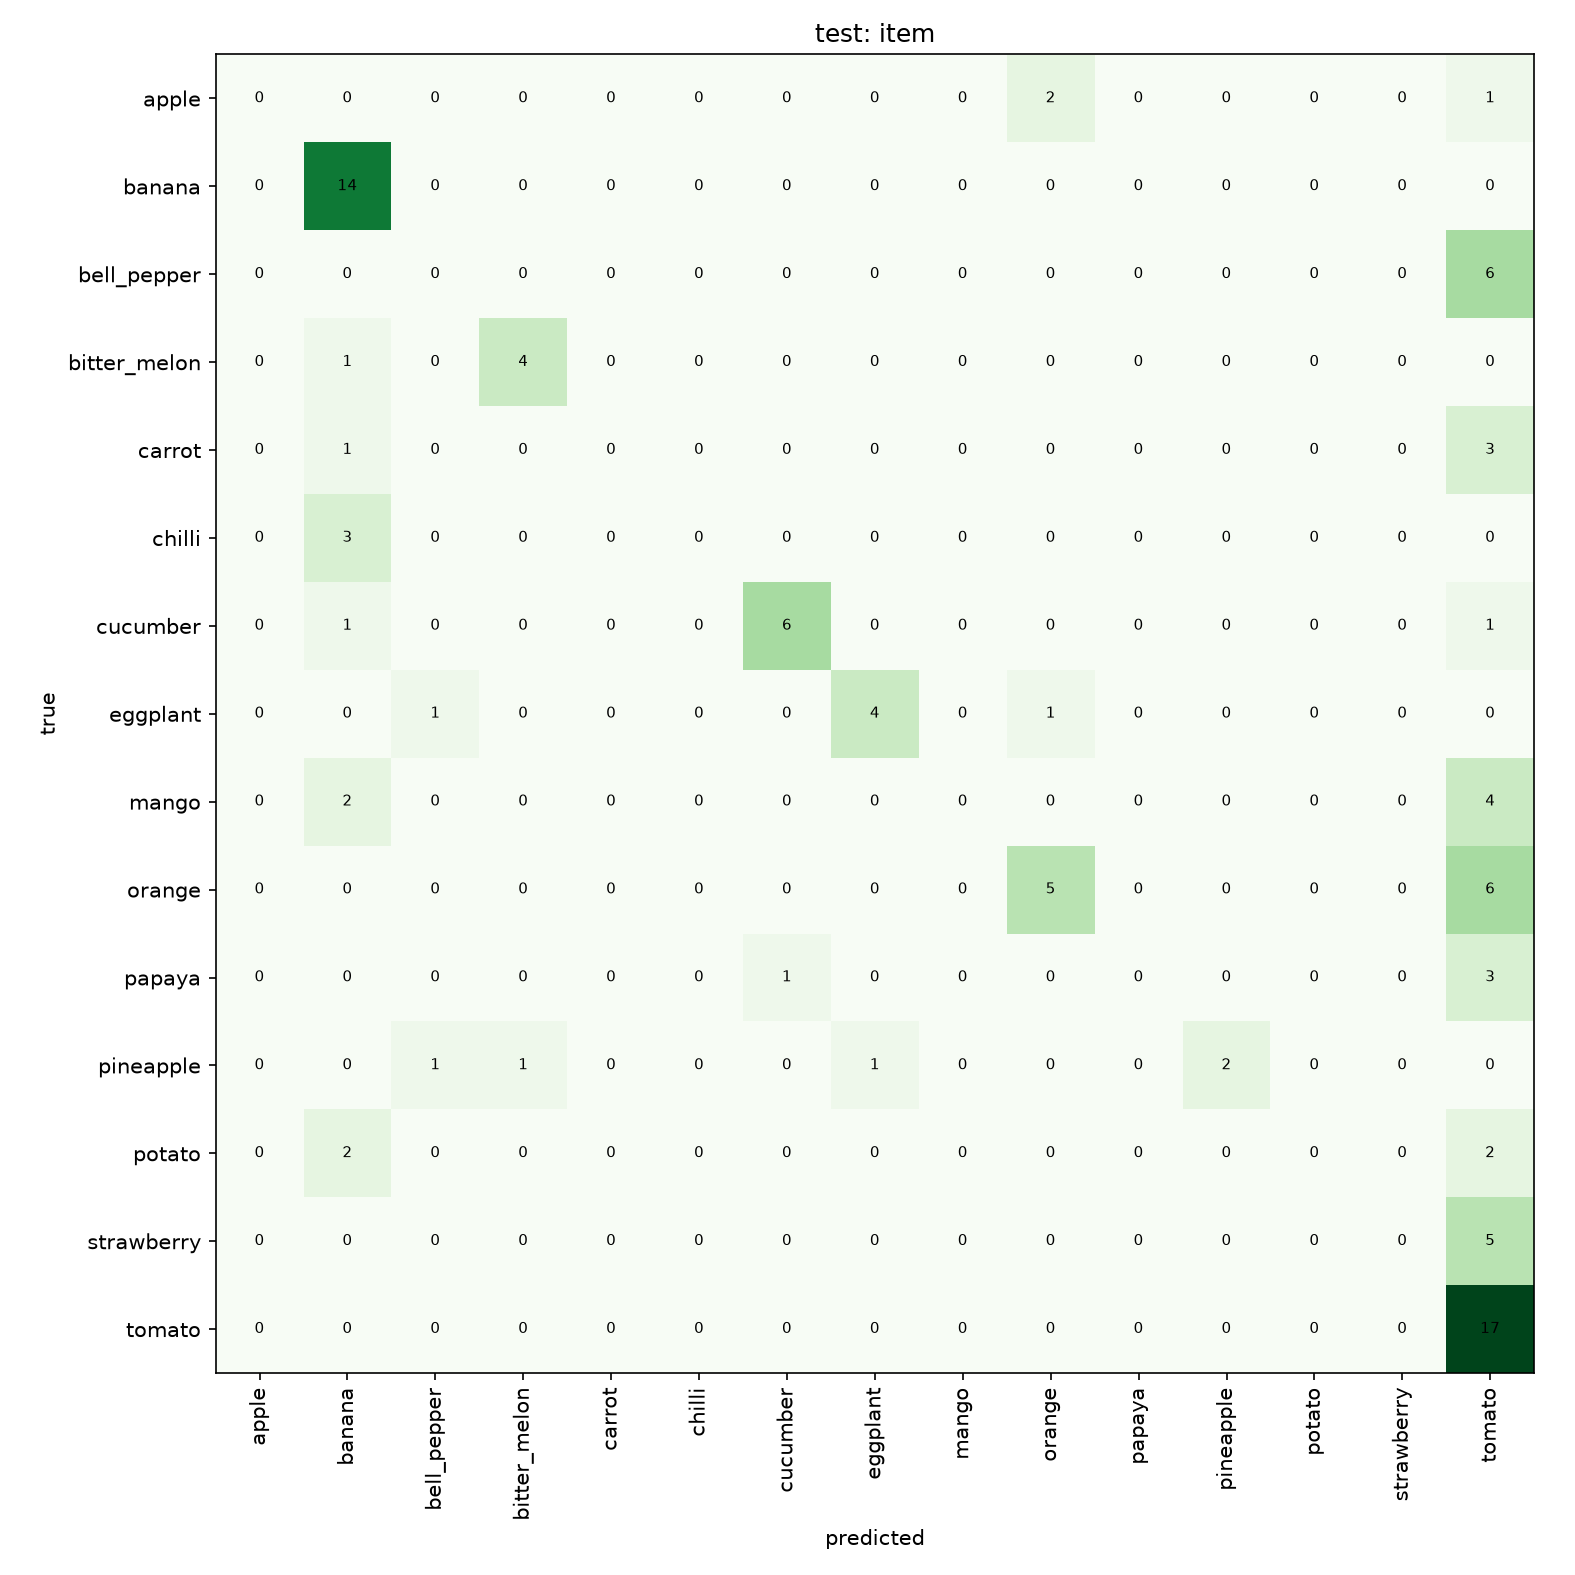 test: item
apple 0 0 0 0 0 0 0 0 0 2 0 0 0 0 1
banana 0 14 0 0 0 0 0 0 0 0 0 0 0 0 0
bell_pepper 0 0 0 0 0 0 0 0 0 0 0 0 0 0 6
bitter_melon 0 1 0 4 0 0 0 0 0 0 0 0 0 0 0
carrot 0 1 0 0 0 0 0 0 0 0 0 0 0 0 3
chilli 0 3 0 0 0 0 0 0 0 0 0 0 0 0 0
cucumber 0 1 0 0 0 0 6 0 0 0 0 0 0 0 1
true
eggplant 0 0 1 0 0 0 0 4 0 1 0 0 0 0 0
mango 0 2 0 0 0 0 0 0 0 0 0 0 0 0 4
orange 0 0 0 0 0 0 0 0 0 5 0 0 0 0 6
papaya 0 0 0 0 0 0 1 0 0 0 0 0 0 0 3
pineapple 0 0 1 1 0 0 0 1 0 0 0 2 0 0 0
potato 0 2 0 0 0 0 0 0 0 0 0 0 0 0 2
strawberry 0 0 0 0 0 0 0 0 0 0 0 0 0 0 5
tomato 0 0 0 0 0 0 0 0 0 0 0 0 0 0 17
apple banana bell_pepper bitter_melon carrot chilli cucumber eggplant mango orange papaya pineapple potato strawberry tomato
predicted